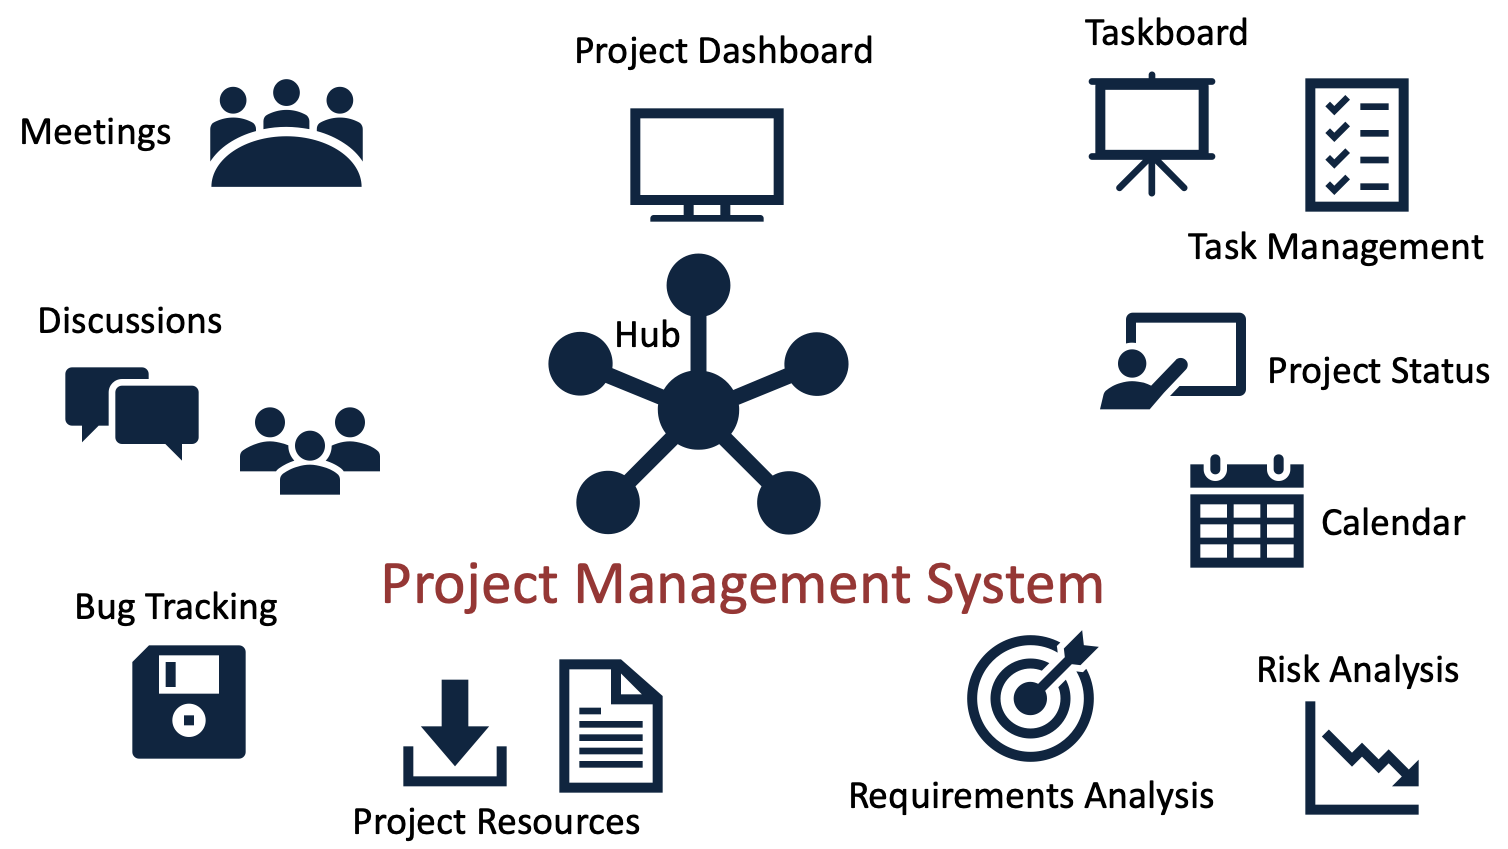 Taskboard
Project Dashboard
Meetings
Task Management
Discussions
Hub
Project Status
Calendar
Project Management System
Bug Tracking
Risk Analysis
Requirements Analysis
Project Resources